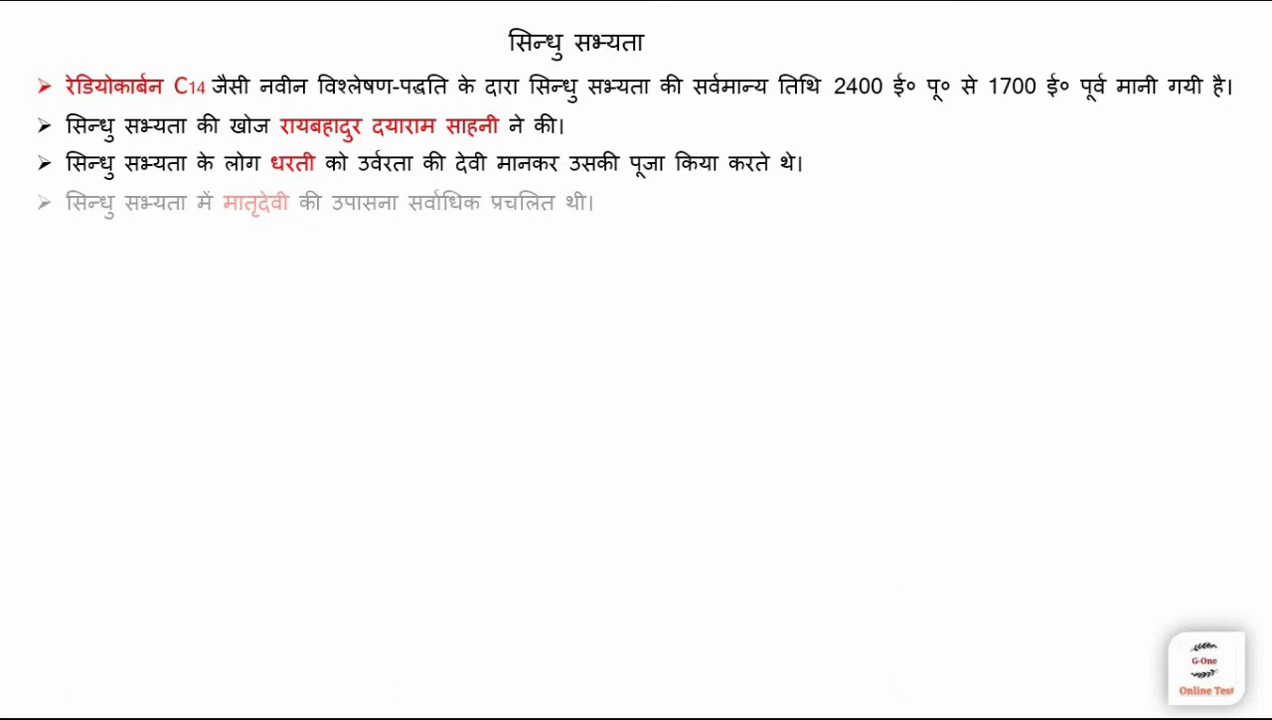 सिन्धु सभ्यता
➢ रेडियोकार्बन C14 जैसी नवीन विश्लेषण-पद्धति के दारा सिन्धु सभ्यता की सर्वमान्य तिथि 2400 ई० पू० से 1700 ई० पूर्व मानी गयी है।
➢ सिन्धु सभ्यता की खोज रायबहादुर दयाराम साहनी ने की।
➢ सिन्धु सभ्यता के लोग धरती को उर्वरता की देवी मानकर उसकी पूजा किया करते थे।
➢ सिन्धु सभ्यता में मातृदेवी की उपासना सर्वाधिक प्रचलित थी।
G-One
Online Test